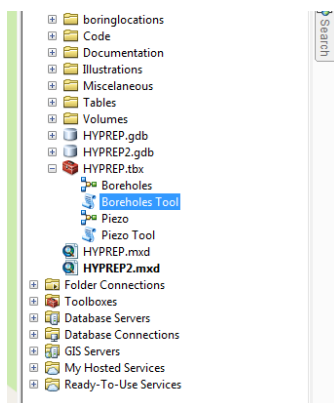 boringlocations
Code
Documentation
Illustrations
Miscellaneous
Tables
Volumes
HYPREP.gdb
HYPREP2.gdb
HYPREP.tbx
Boreholes
Boreholes Tool
Piezo
Piezo Tool
HYPREP.mxd
HYPREP2.mxd
Folder Connections
Toolboxes
Database Servers
Database Connections
GIS Servers
My Hosted Services
Ready-To-Use Services
Search